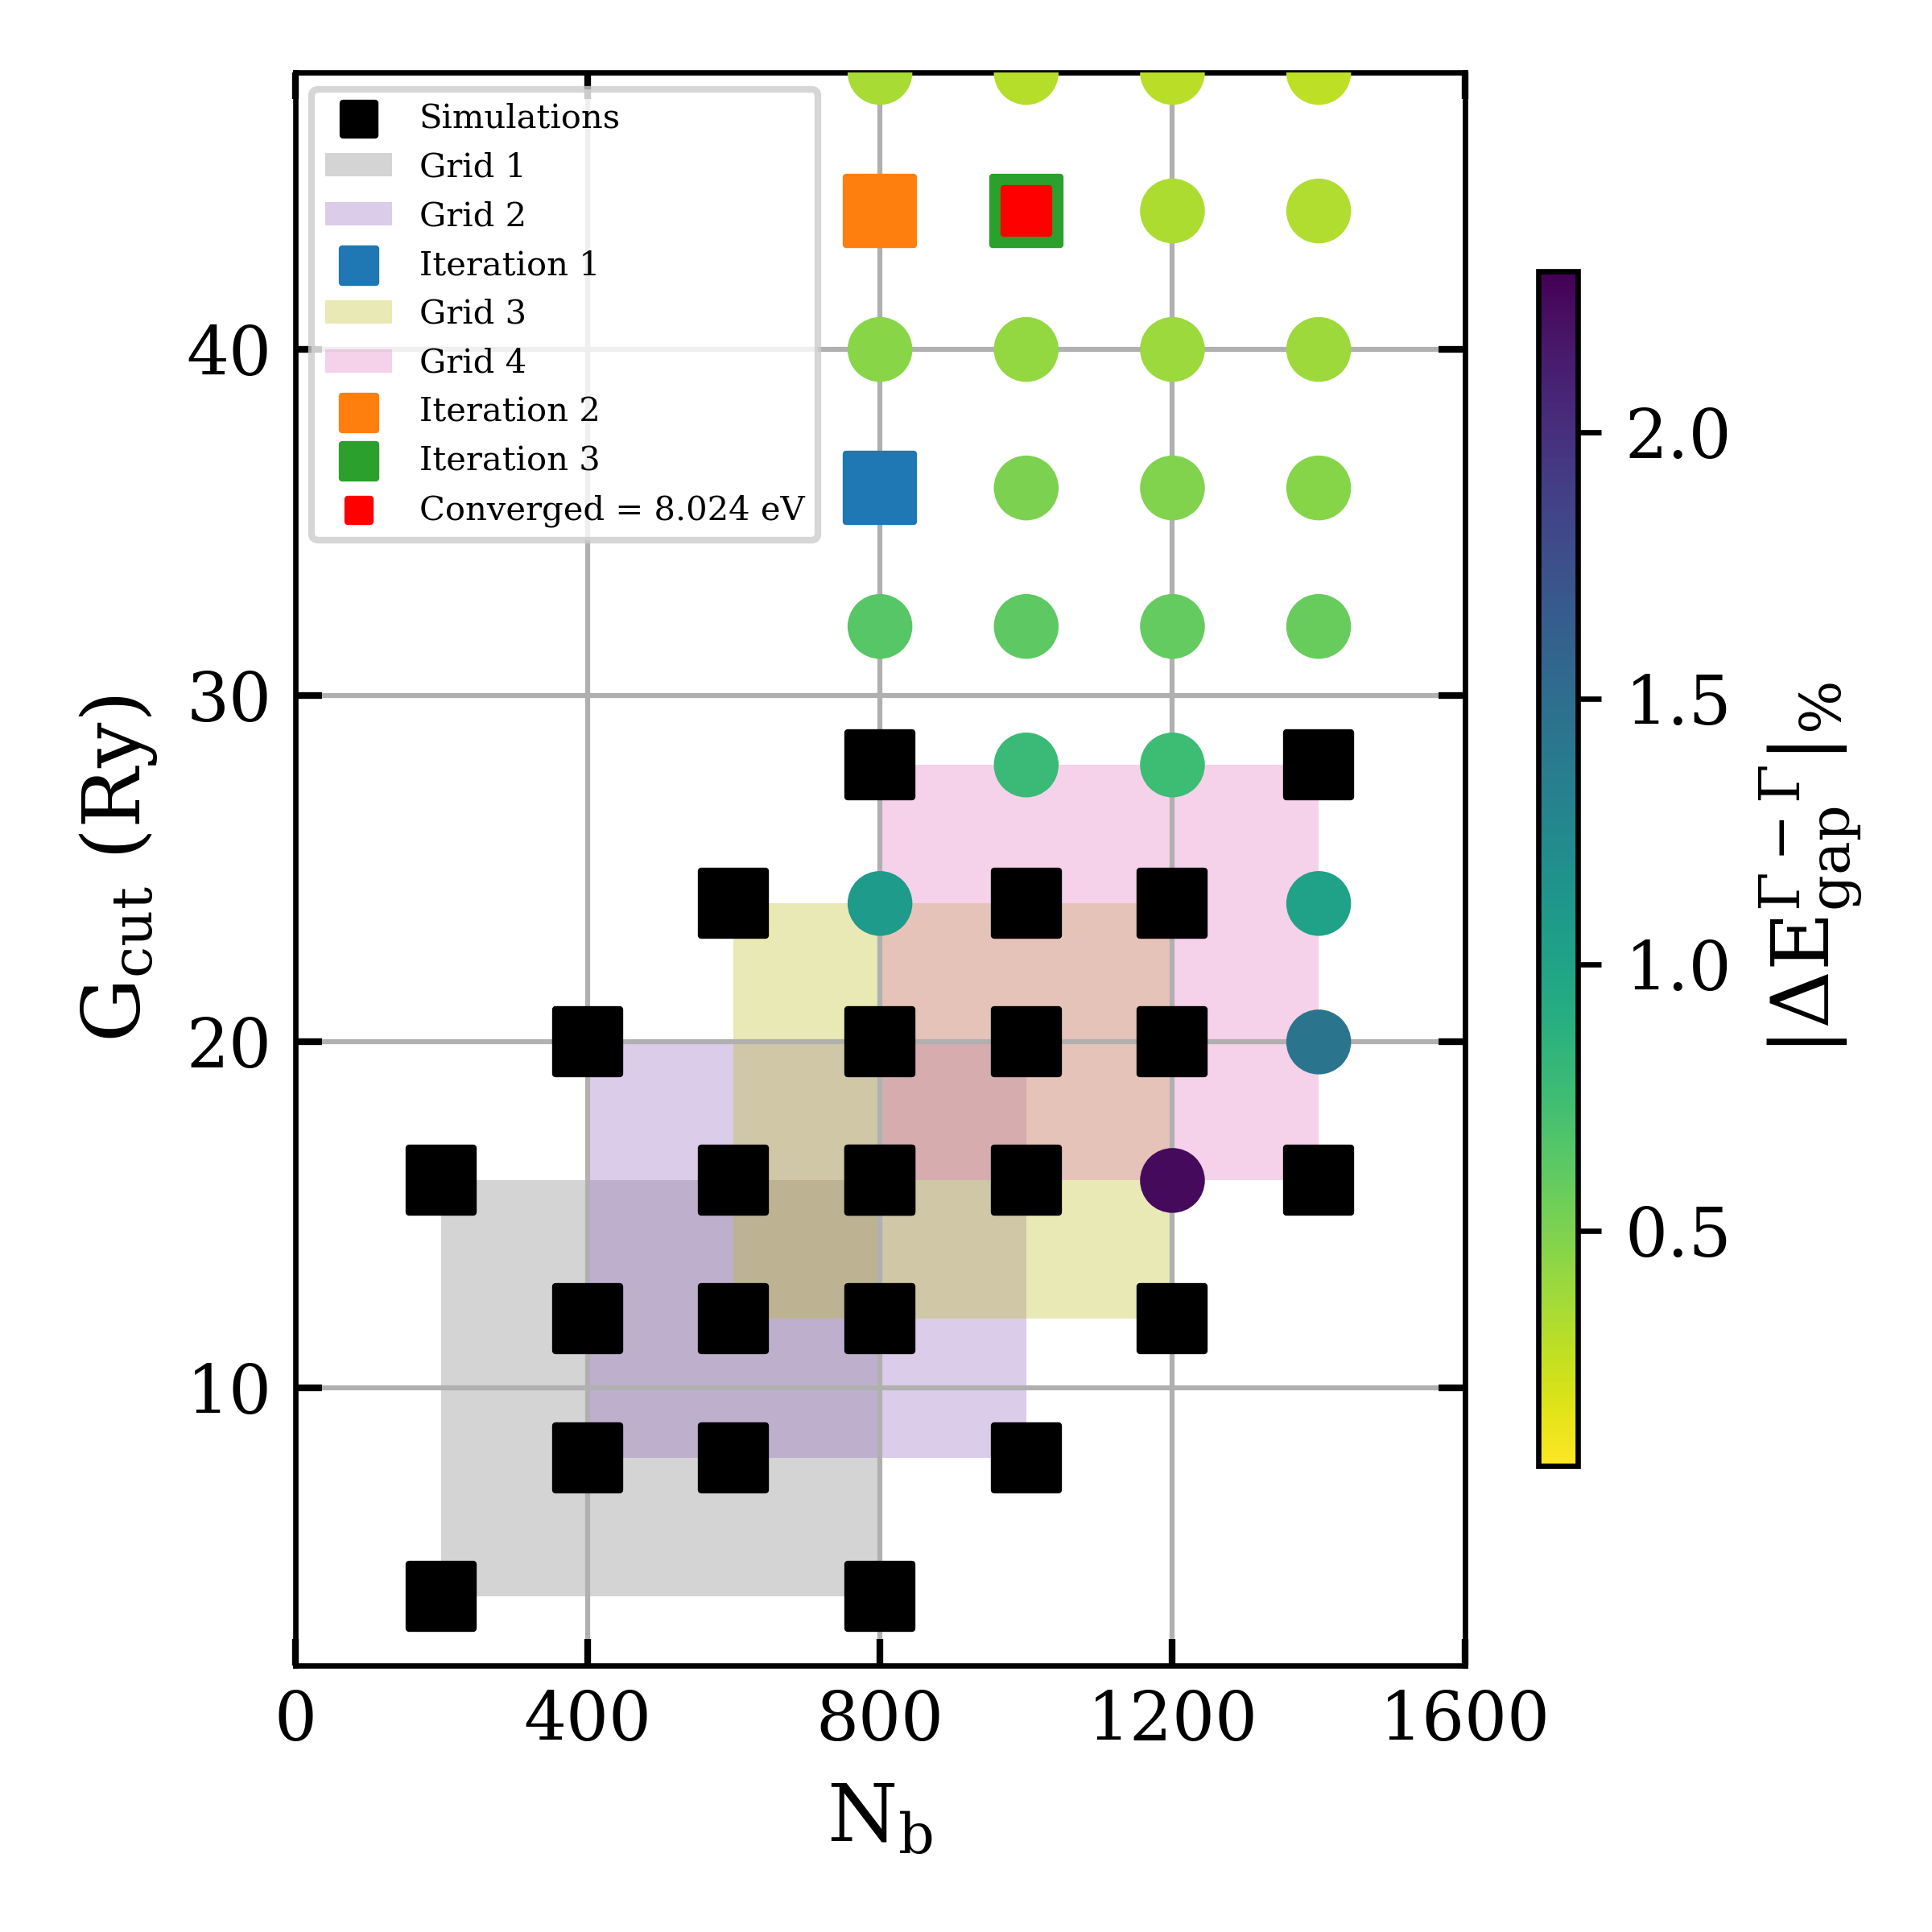 Simulations
Grid 1
Grid 2
Iteration 1
Grid 3
Grid 4
Iteration 2
Iteration 3
Converged = 8.024 eV
40
30
20
10
G_cut (Ry)
0 400 800 1200 1600
N_b
2.0
1.5
1.0
0.5
|ΔE_gap^Γ−Γ|%